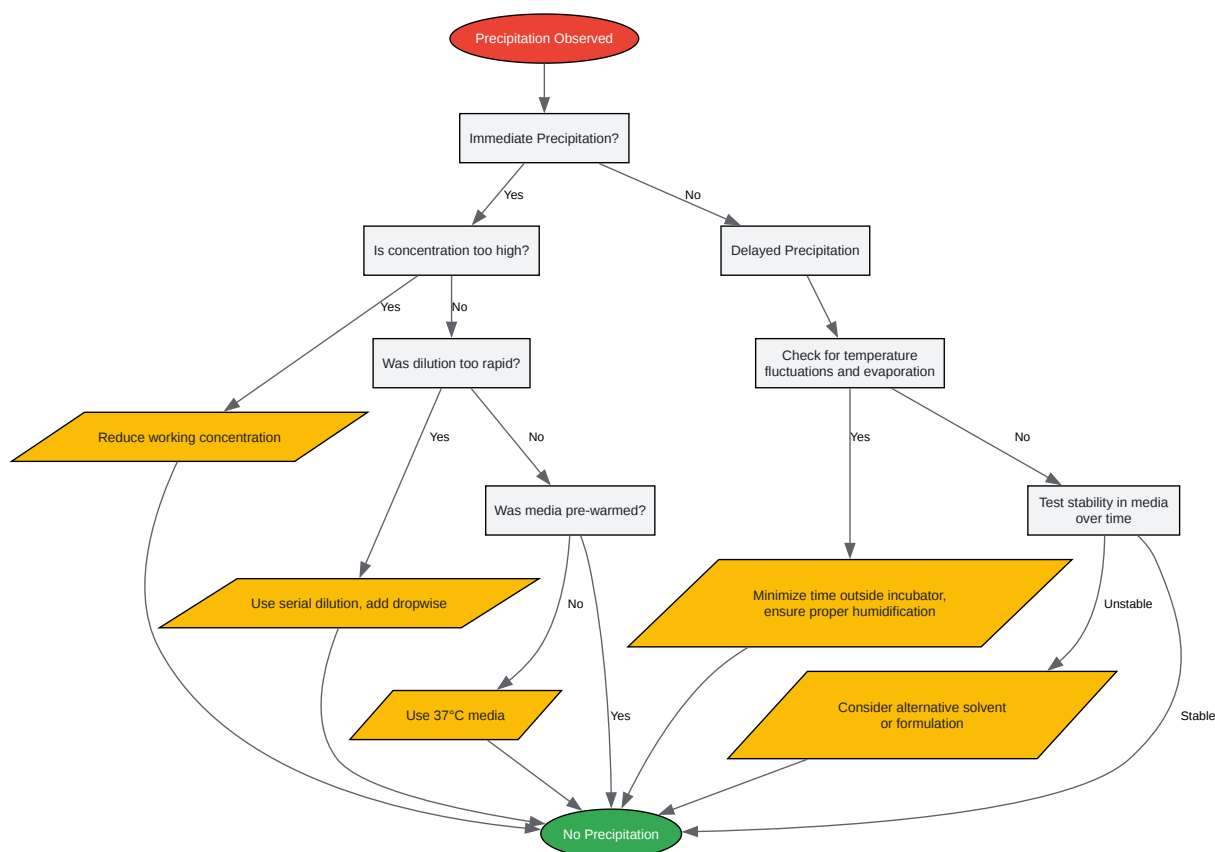 Precipitation Observed
Immediate Precipitation?
Yes
No
Is concentration too high?
Delayed Precipitation
Yes
No
Was dilution too rapid?
Check for temperature
fluctuations and evaporation
Reduce working concentration
Yes
No
Yes
No
Was media pre-warmed?
Test stability in media
over time
Use serial dilution, add dropwise
No
Minimize time outside incubator,
ensure proper humidification
Unstable
Use 37°C media
Yes
Consider alternative solvent
or formulation
Stable
No Precipitation